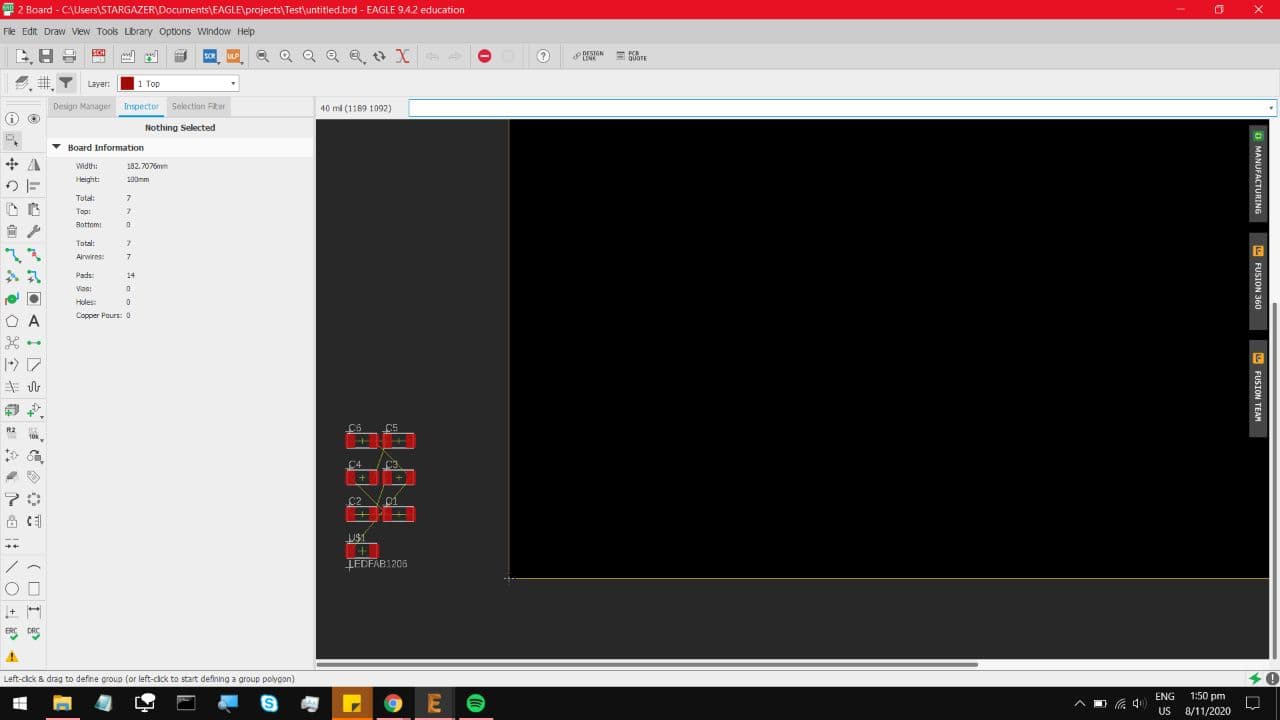 2 Board - C:\Users\STARGAZER\Documents\EAGLE\projects\Test\untitled.brd - EAGLE 9.4.2 education
File Edit Draw View Tools Library Options Window Help
SCH
SCR
ULP
DESIGN LINK
PCB QUOTE
Layer: 1 Top
Design Manager Inspector Selection Filter
40 mil (1189 1092)
Nothing Selected
Board Information
Width: 182.7076mm
Height: 100mm
Total: 7
Top: 7
Bottom: 0
Total: 7
Airwires: 7
Pads: 14
Vias: 0
Holes: 0
Copper Pours: 0
MANUFACTURING
FUSION 360
FUSION TEAM
R2
10k
R2
10k
ERC DRC
C6 C5
C4 C3
C2 C1
U$1
LEDFAB1206
Left-click & drag to define group (or left-click to start defining a group polygon)
ENG
US
1:50 pm
8/11/2020